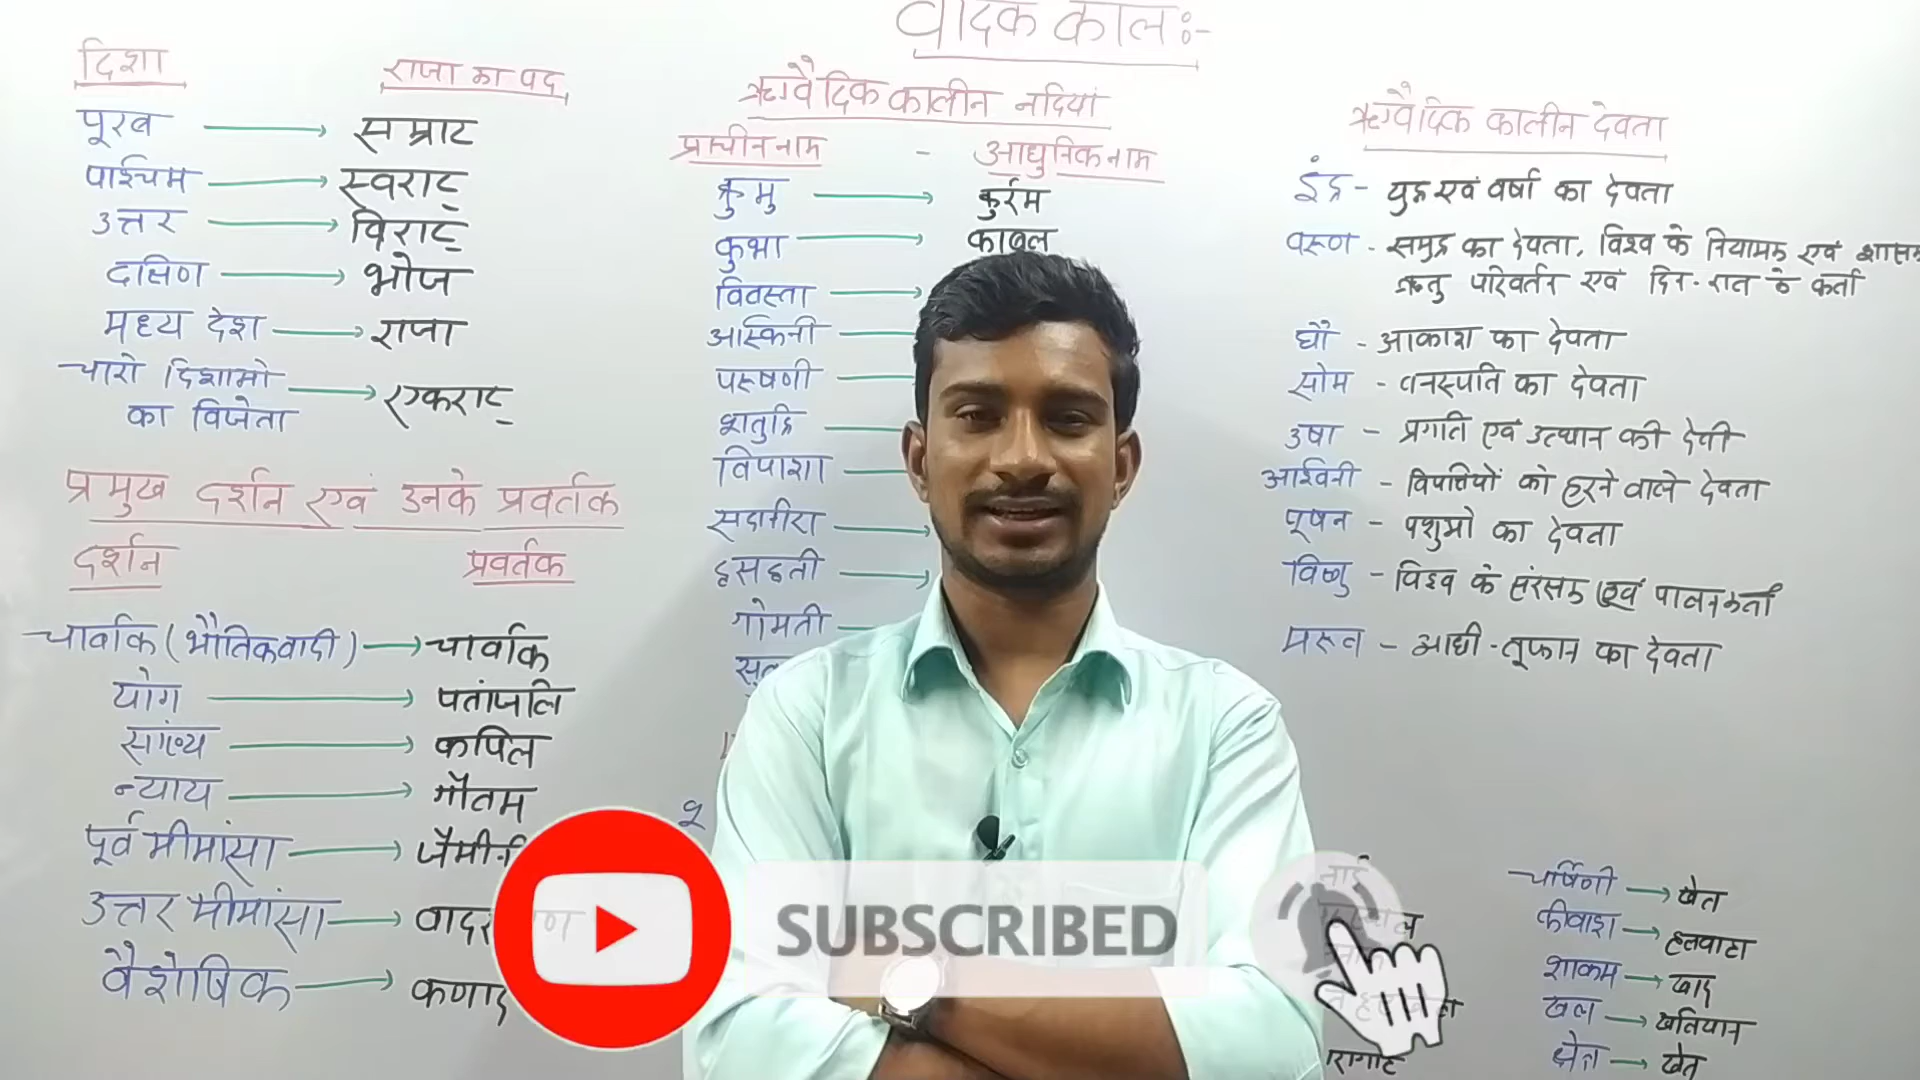 वैदिक काल :-
दिशा
राजा का पद
पूरब → सम्राट
पश्चिम → स्वराट्
उत्तर → विराट्
दक्षिण → भोज
मध्य देश → राजा
चारो दिशाओ
का विजेता → एकराट्
प्रमुख दर्शन एवं उनके प्रवर्तक
दर्शन
प्रवर्तक
चार्वाक (भौतिकवादी) → चार्वाक
योग → पतांजलि
सांख्य → कपिल
न्याय → गौतम
पूर्व मीमांसा →
उत्तर मीमांसा →
वैशेषिक → कणाद
ऋग्वैदिक कालीन नदियां
प्राचीन नाम - आधुनिक नाम
क्रुमु → कुर्रम
कुभा → काबुल
वितस्ता →
आस्किनी
परूषणी
शतुद्रि
विपाशा
सदानीरा →
दृसद्वती →
गोमती
ऋग्वैदिक कालीन देवता
इंद्र - युद्ध एवं वर्षा का देवता
वरूण - समुद्र का देवता, विश्व के नियामक एवं शासक
ऋतु परिवर्तन एवं दिन-रात के कर्ता
द्यौ - आकाश का देवता
सोम - वनस्पति का देवता
उषा - प्रगति एवं उत्थान की देवी
आश्विनी - विपत्तियों को हरने वाले देवता
पूषन - पशुओ का देवता
विष्णु - विश्व के संरक्षक एवं पालनकर्ता
मरूत - आधी-तूफान का देवता
चर्षिणी → खेत
कीवाश → हलवाहा
शाकम → खाद
खल → खलियान
क्षेत्र → खेत
SUBSCRIBED